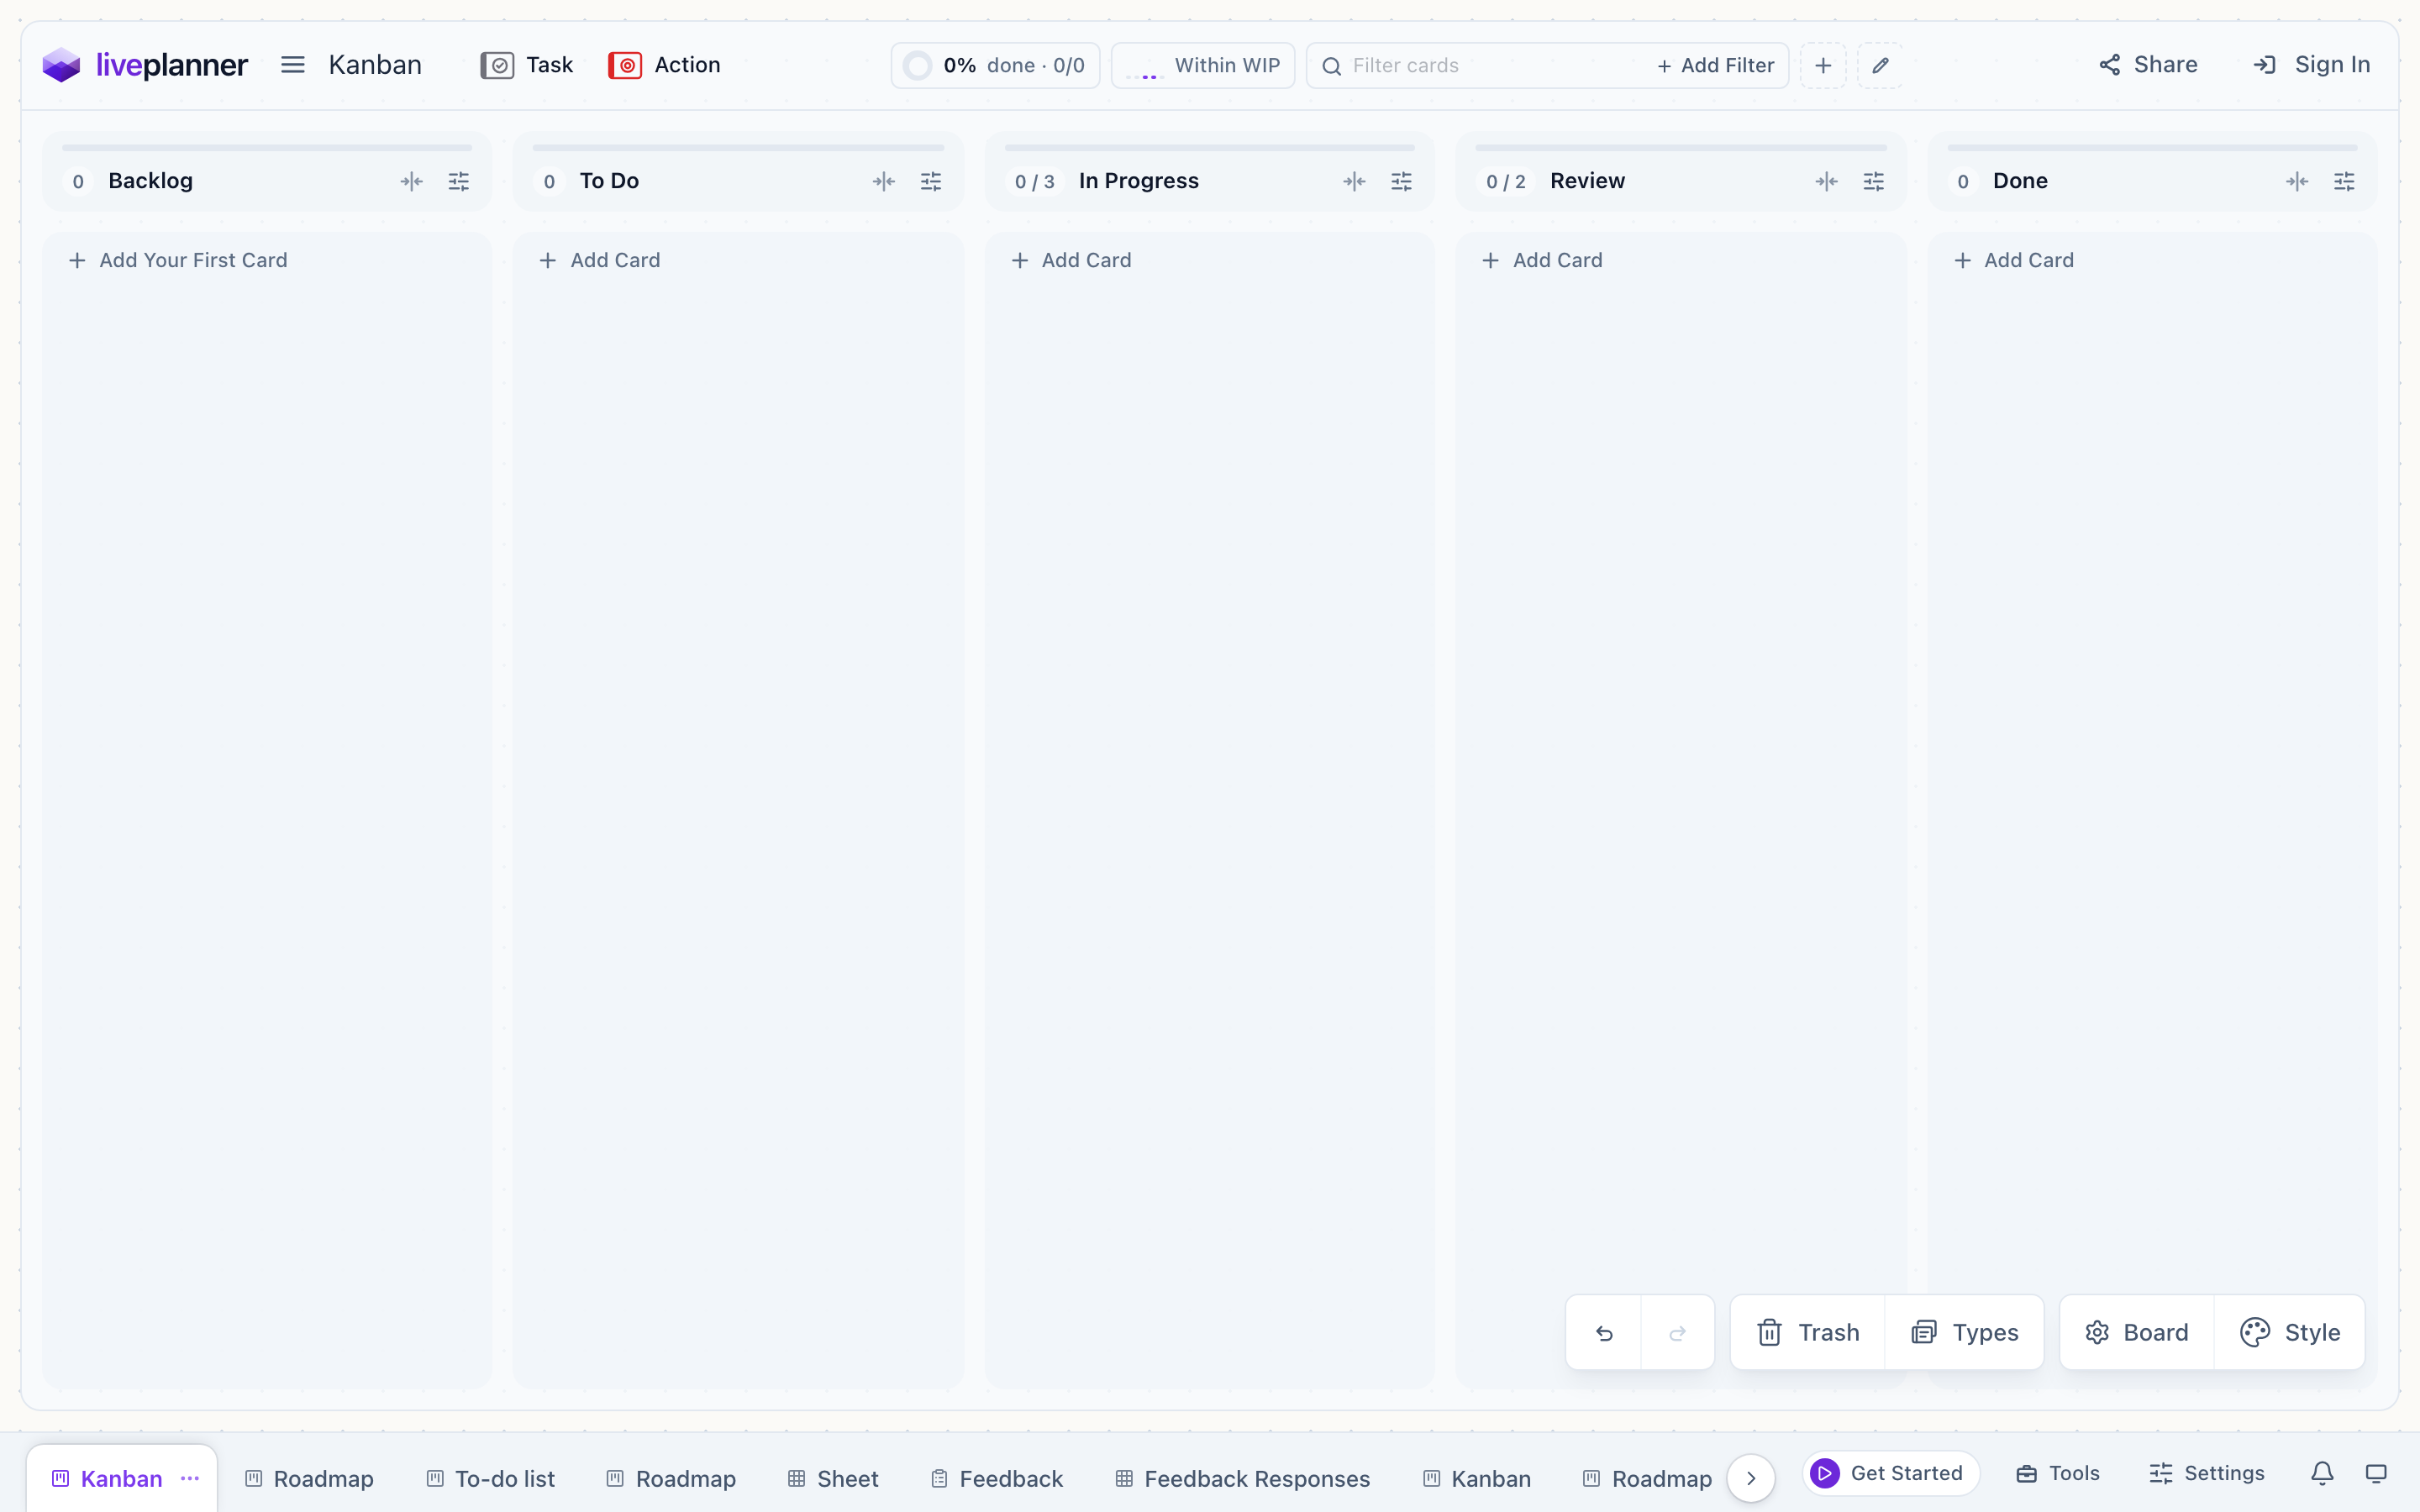 liveplanner Kanban Task Action 0% done · 0/0 Within WIP Filter cards + Add Filter Share Sign In
0 Backlog 0 To Do 0 / 3 In Progress 0 / 2 Review 0 Done
+ Add Your First Card + Add Card + Add Card + Add Card + Add Card
Trash Types Board Style
Kanban ... Roadmap To-do list Roadmap Sheet Feedback Feedback Responses Kanban Roadmap Get Started Tools Settings